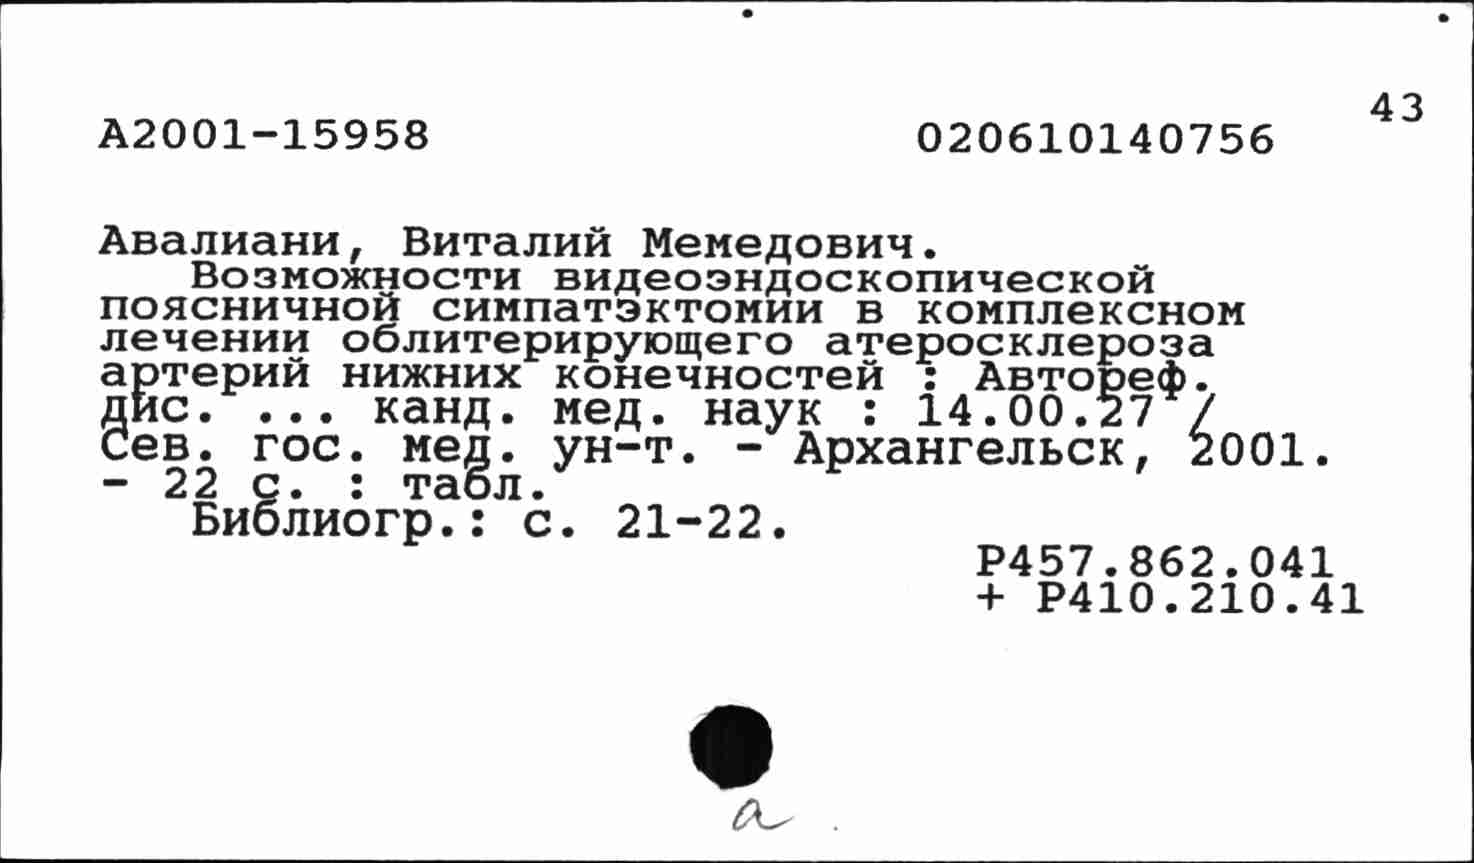 43
A2001-15958 020610140756
Авалиани, Виталий Мемедович.
Возможности видеоэндоскопической
поясничной симпатэктомии в комплексном
лечении облитерирующего атеросклероза
артерий нижних конечностей : Автореф.
дис. ... канд. мед. наук : 14.00.27 /
Сев. гос. мед. ун-т. - Архангельск, 2001.
- 22 с. : табл.
Библиогр.: с. 21-22.
Р457.862.041
+ Р410.210.41
а